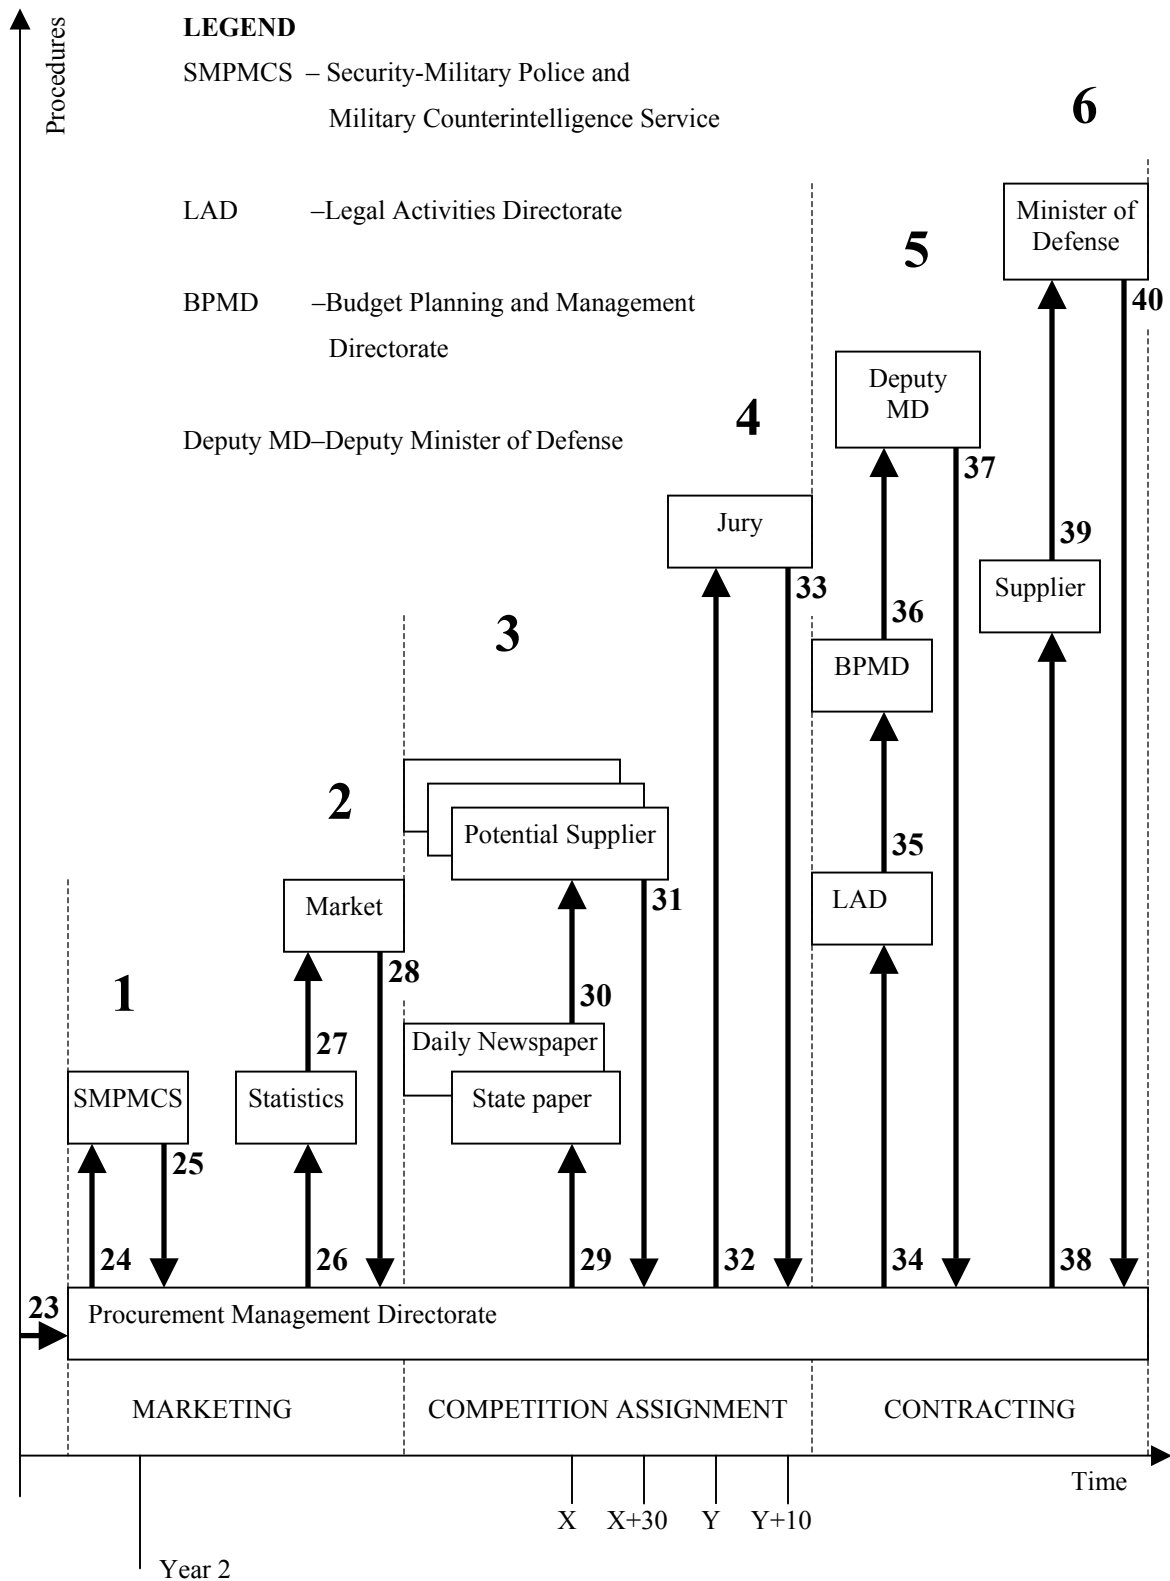 Procedures
LEGEND
SMPMCS – Security-Military Police and
Military Counterintelligence Service
LAD –Legal Activities Directorate
BPMD –Budget Planning and Management
Directorate
Deputy MD–Deputy Minister of Defense
6
Minister of
Defense
40
5
Deputy
MD
37
4
Jury
33
39
Supplier
36
BPMD
3
Potential Supplier
31
35
LAD
2
Market
28
30
Daily Newspaper
State paper
1
27
SMPMCS
Statistics
25
24
26
29
32
34
38
23
Procurement Management Directorate
MARKETING
COMPETITION ASSIGNMENT
CONTRACTING
Time
X
X+30
Y
Y+10
Year 2